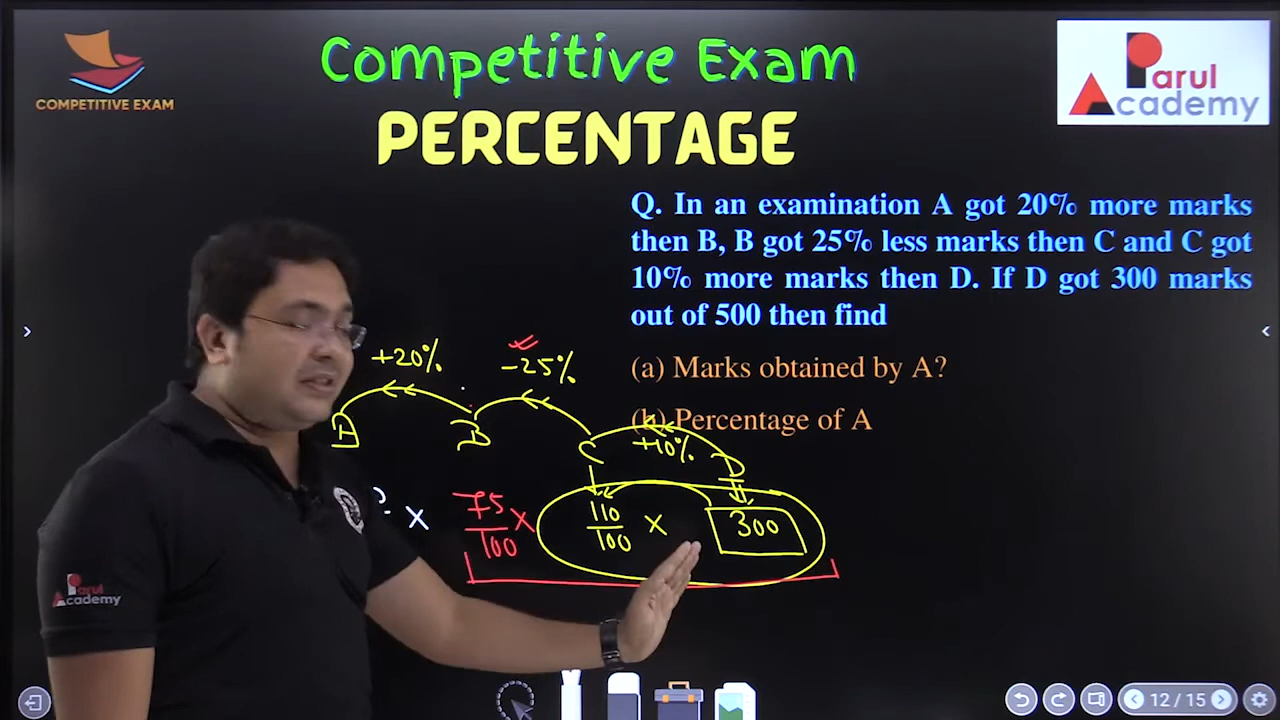 COMPETITIVE EXAM
Competitive Exam
PERCENTAGE
Parul
Academy
Q. In an examination A got 20% more marks
then B, B got 25% less marks then C and C got
10% more marks then D. If D got 300 marks
out of 500 then find
(a) Marks obtained by A?
(b) Percentage of A
+20% -25%
A B C +10% D
? × 75/100 × 110/100 × 300
Parul
Academy
12 / 15